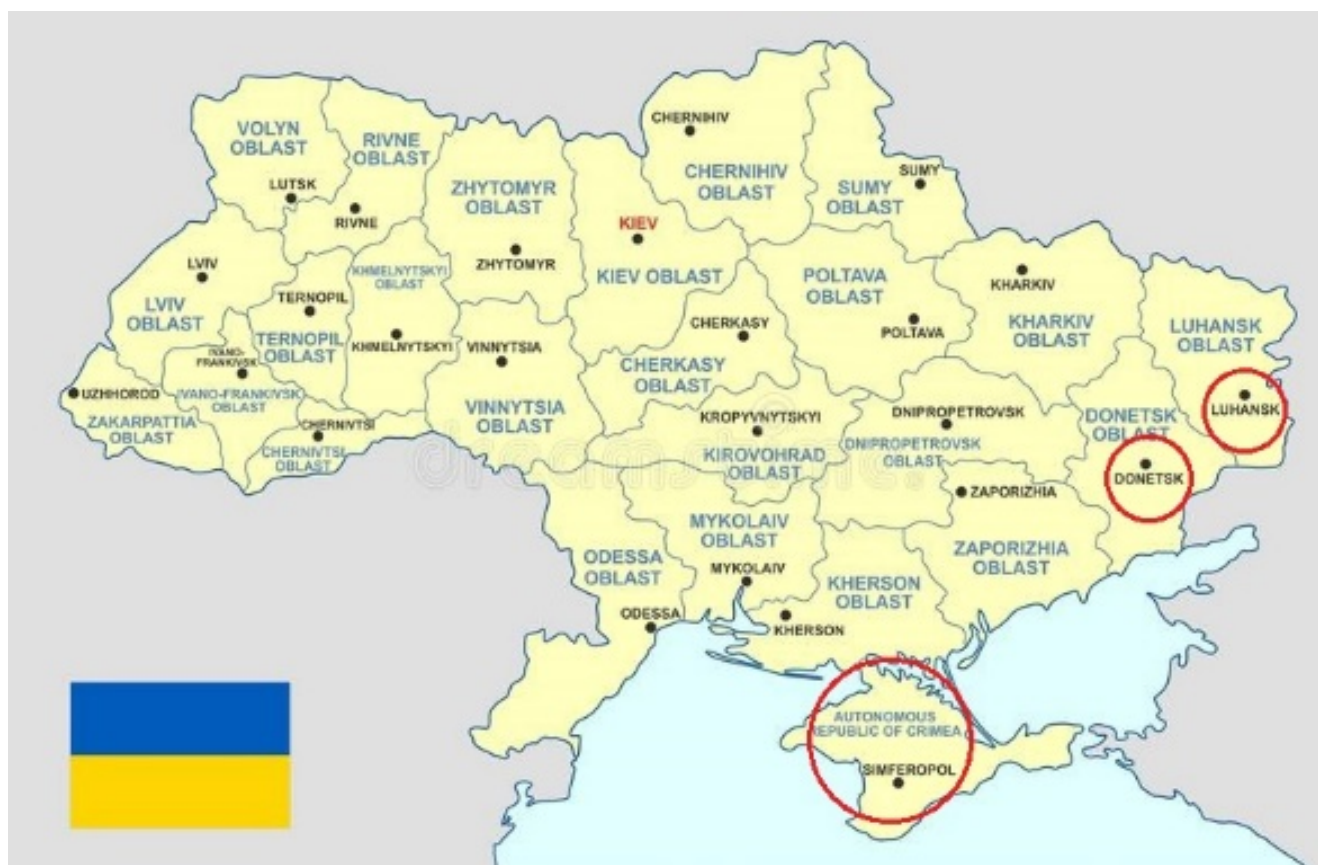 CHERNIHIV
VOLYN
OBLAST
RIVNE
OBLAST
CHERNIHIV
OBLAST
SUMY
ZHYTOMYR
OBLAST
SUMY
OBLAST
LUTSK
RIVNE
KIEV
ZHYTOMYR
KIEV OBLAST
LVIV
KHMELNYTSKYI
OBLAST
POLTAVA
OBLAST
KHARKIV
LVIV
OBLAST
TERNOPIL
TERNOPIL
OBLAST
KHMELNYTSKYI
VINNYTSIA
CHERKASY
POLTAVA
KHARKIV
OBLAST
LUHANSK
OBLAST
IVANO-
FRANKIVSK
CHERKASY
OBLAST
UZHHOROD
IVANO-FRANKIVSK
OBLAST
ZAKARPATTIA
OBLAST
CHERNIVTSI
CHERNIVTSI
OBLAST
VINNYTSIA
OBLAST
KROPYVNYTSKYI
DNIPROPETROVSK
DONETSK
OBLAST
LUHANSK
KIROVOHRAD
OBLAST
DNIPROPETROVSK
OBLAST
dreamstime
DONETSK
ZAPORIZHIA
MYKOLAIV
OBLAST
ODESSA
OBLAST
ZAPORIZHIA
OBLAST
MYKOLAIV
KHERSON
OBLAST
ODESSA
KHERSON
AUTONOMOUS
REPUBLIC OF CRIMEA
SIMFEROPOL